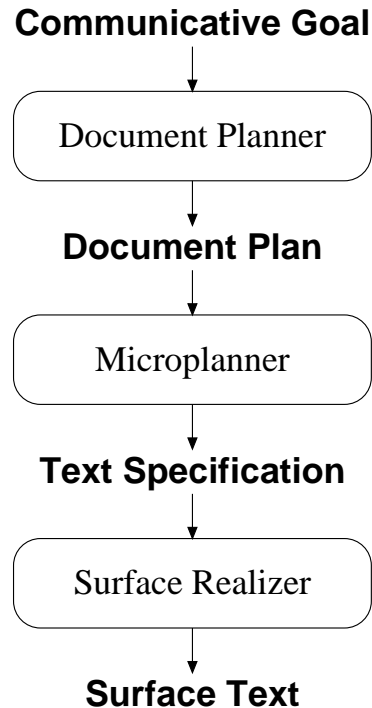 Communicative Goal
Document Planner
Document Plan
Microplanner
Text Specification
Surface Realizer
Surface Text